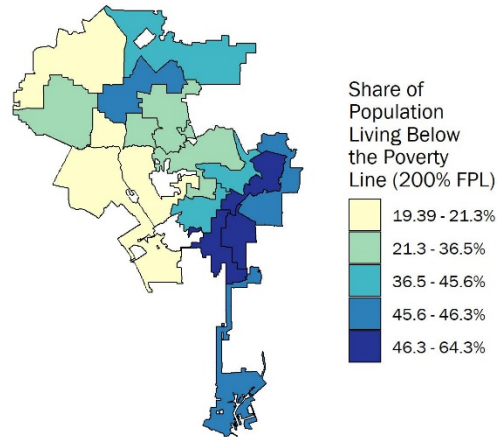 Share of
Population
Living Below
the Poverty
Line (200% FPL)
19.39 - 21.3%
21.3 - 36.5%
36.5 - 45.6%
45.6 - 46.3%
46.3 - 64.3%